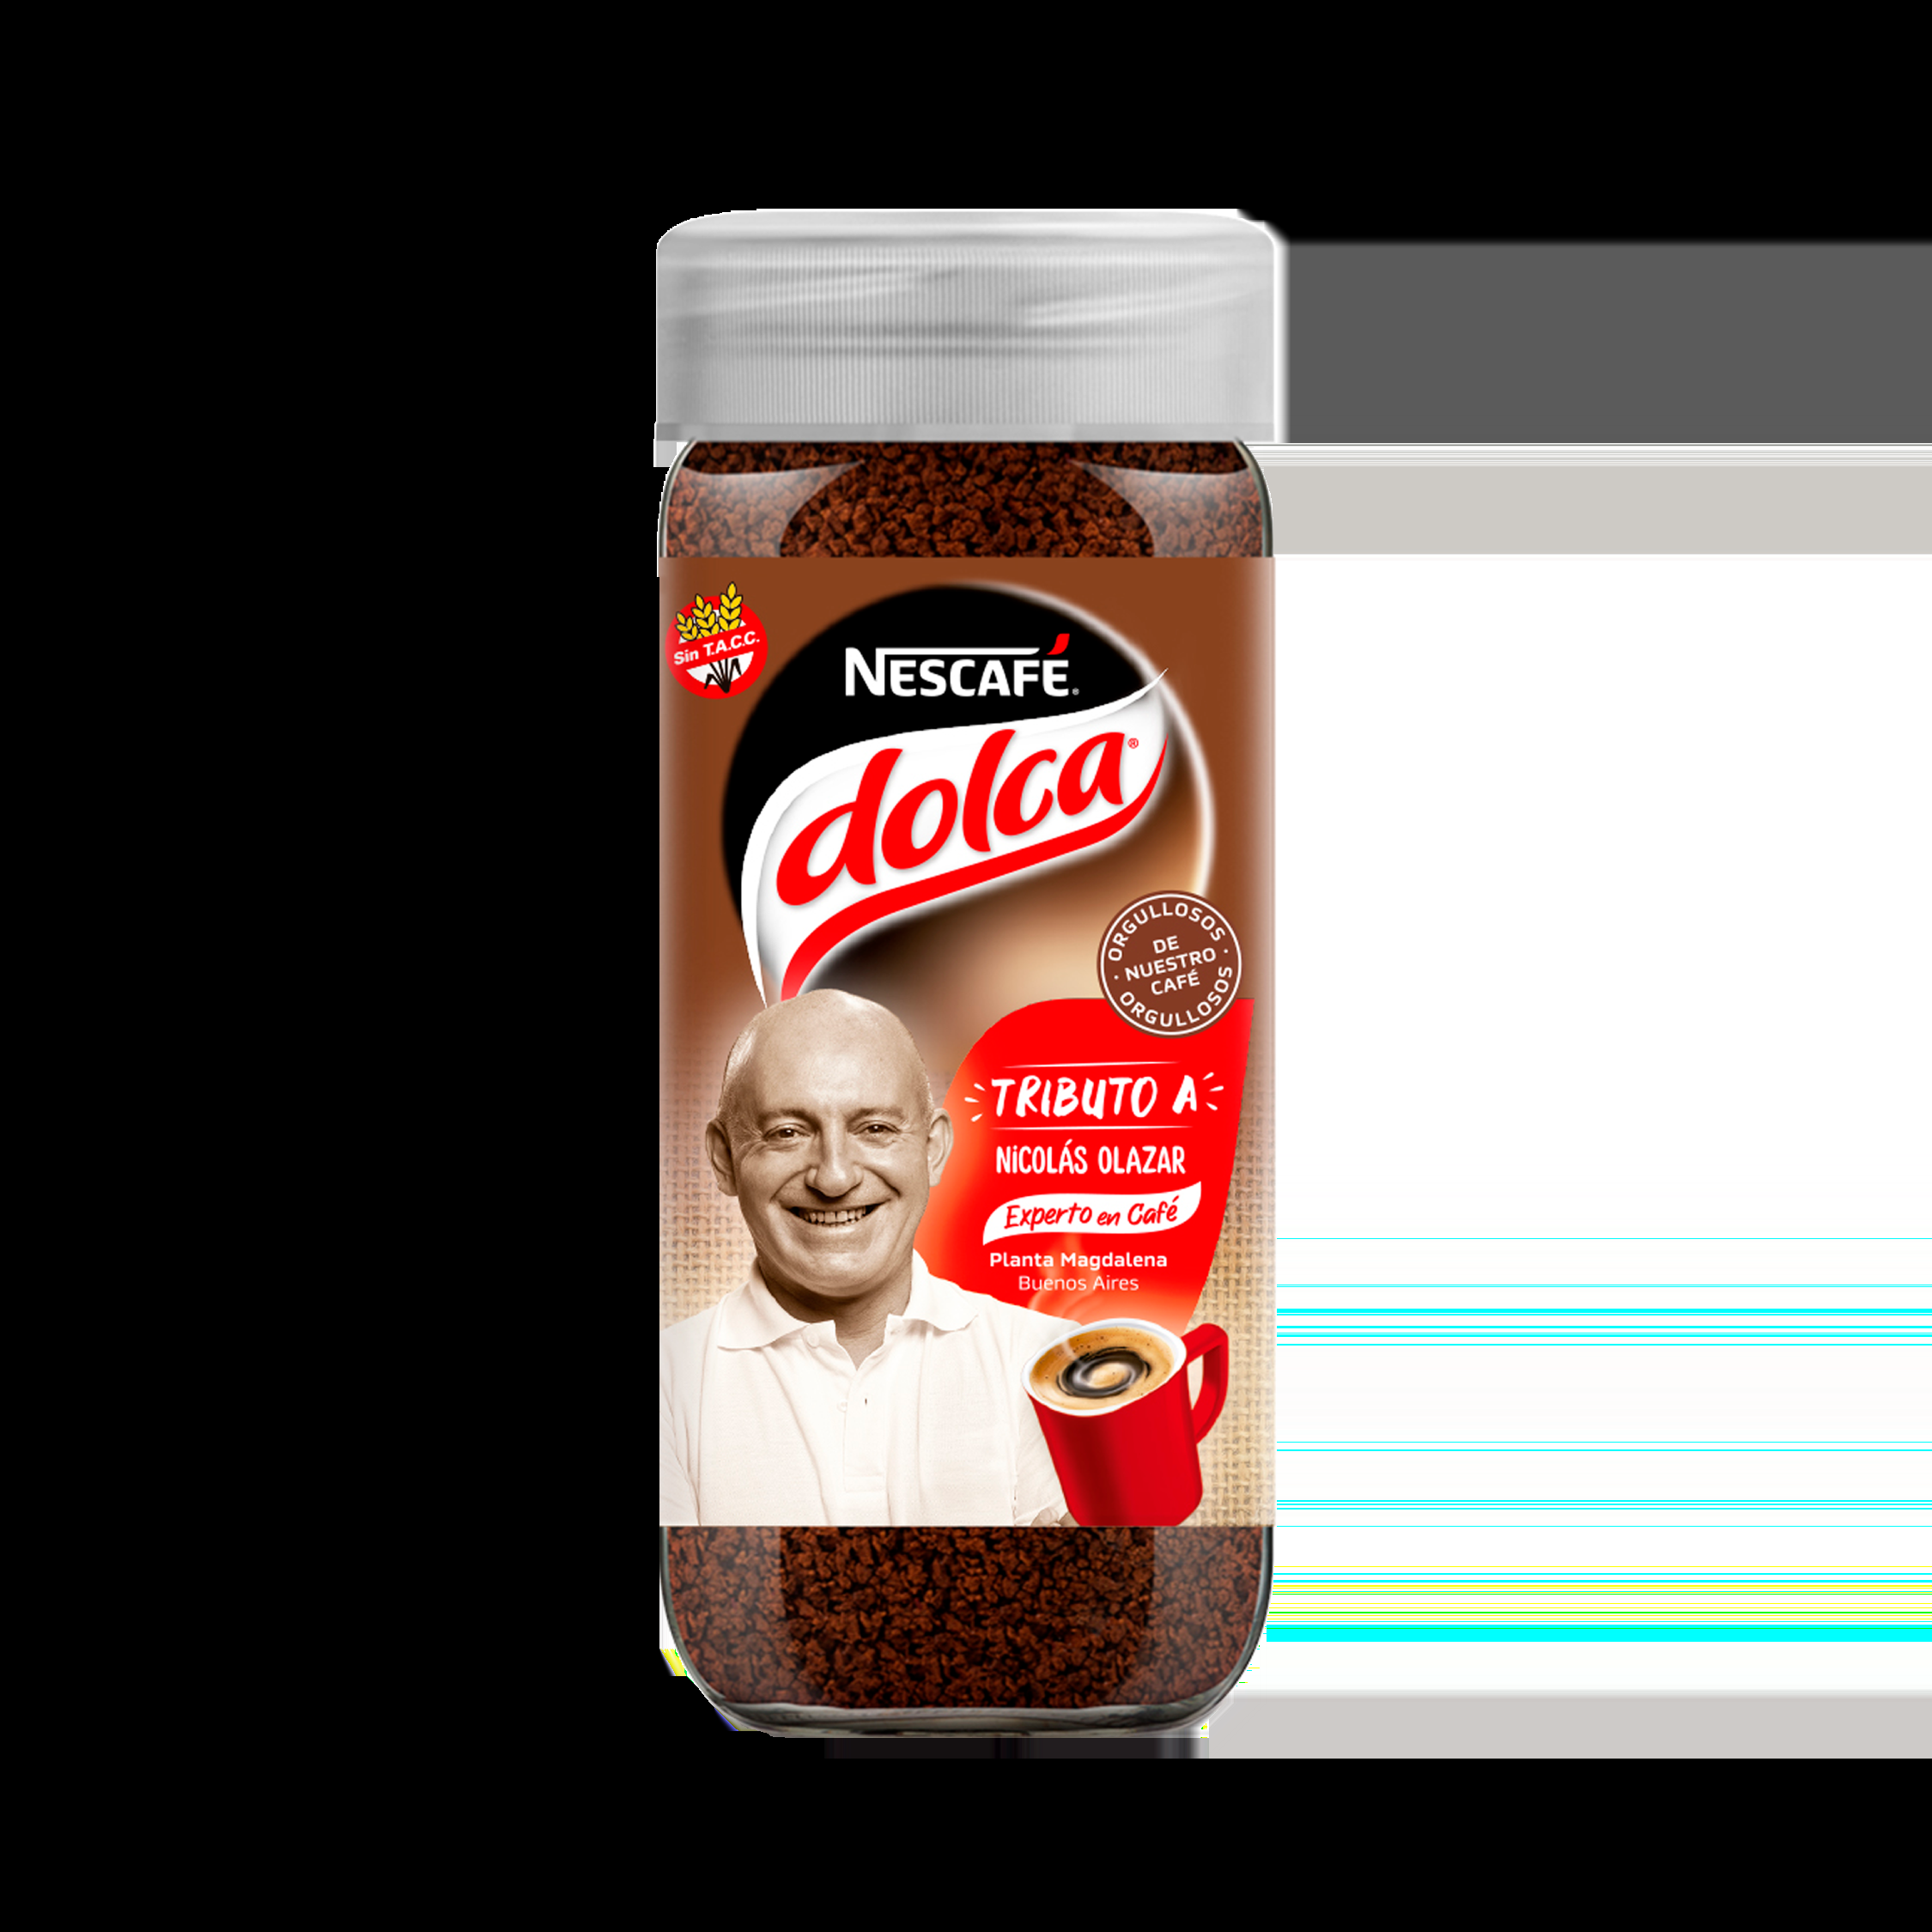 Sin T.A.C.C.
NESCAFÉ®
dolca®
ORGULLOSOS
DE
NUESTRO
CAFÉ
ORGULLOSOS
TRIBUTO A
NICOLÁS OLAZAR
Experto en Café
Planta Magdalena
Buenos Aires